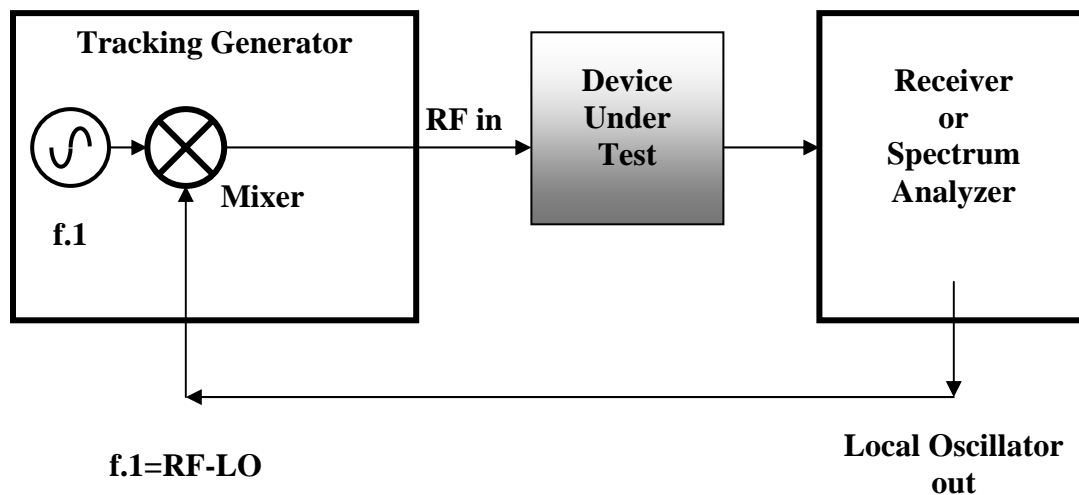 Tracking Generator
f.1
Mixer
RF in
Device
Under
Test
Receiver
or
Spectrum
Analyzer
f.1=RF-LO
Local Oscillator
out